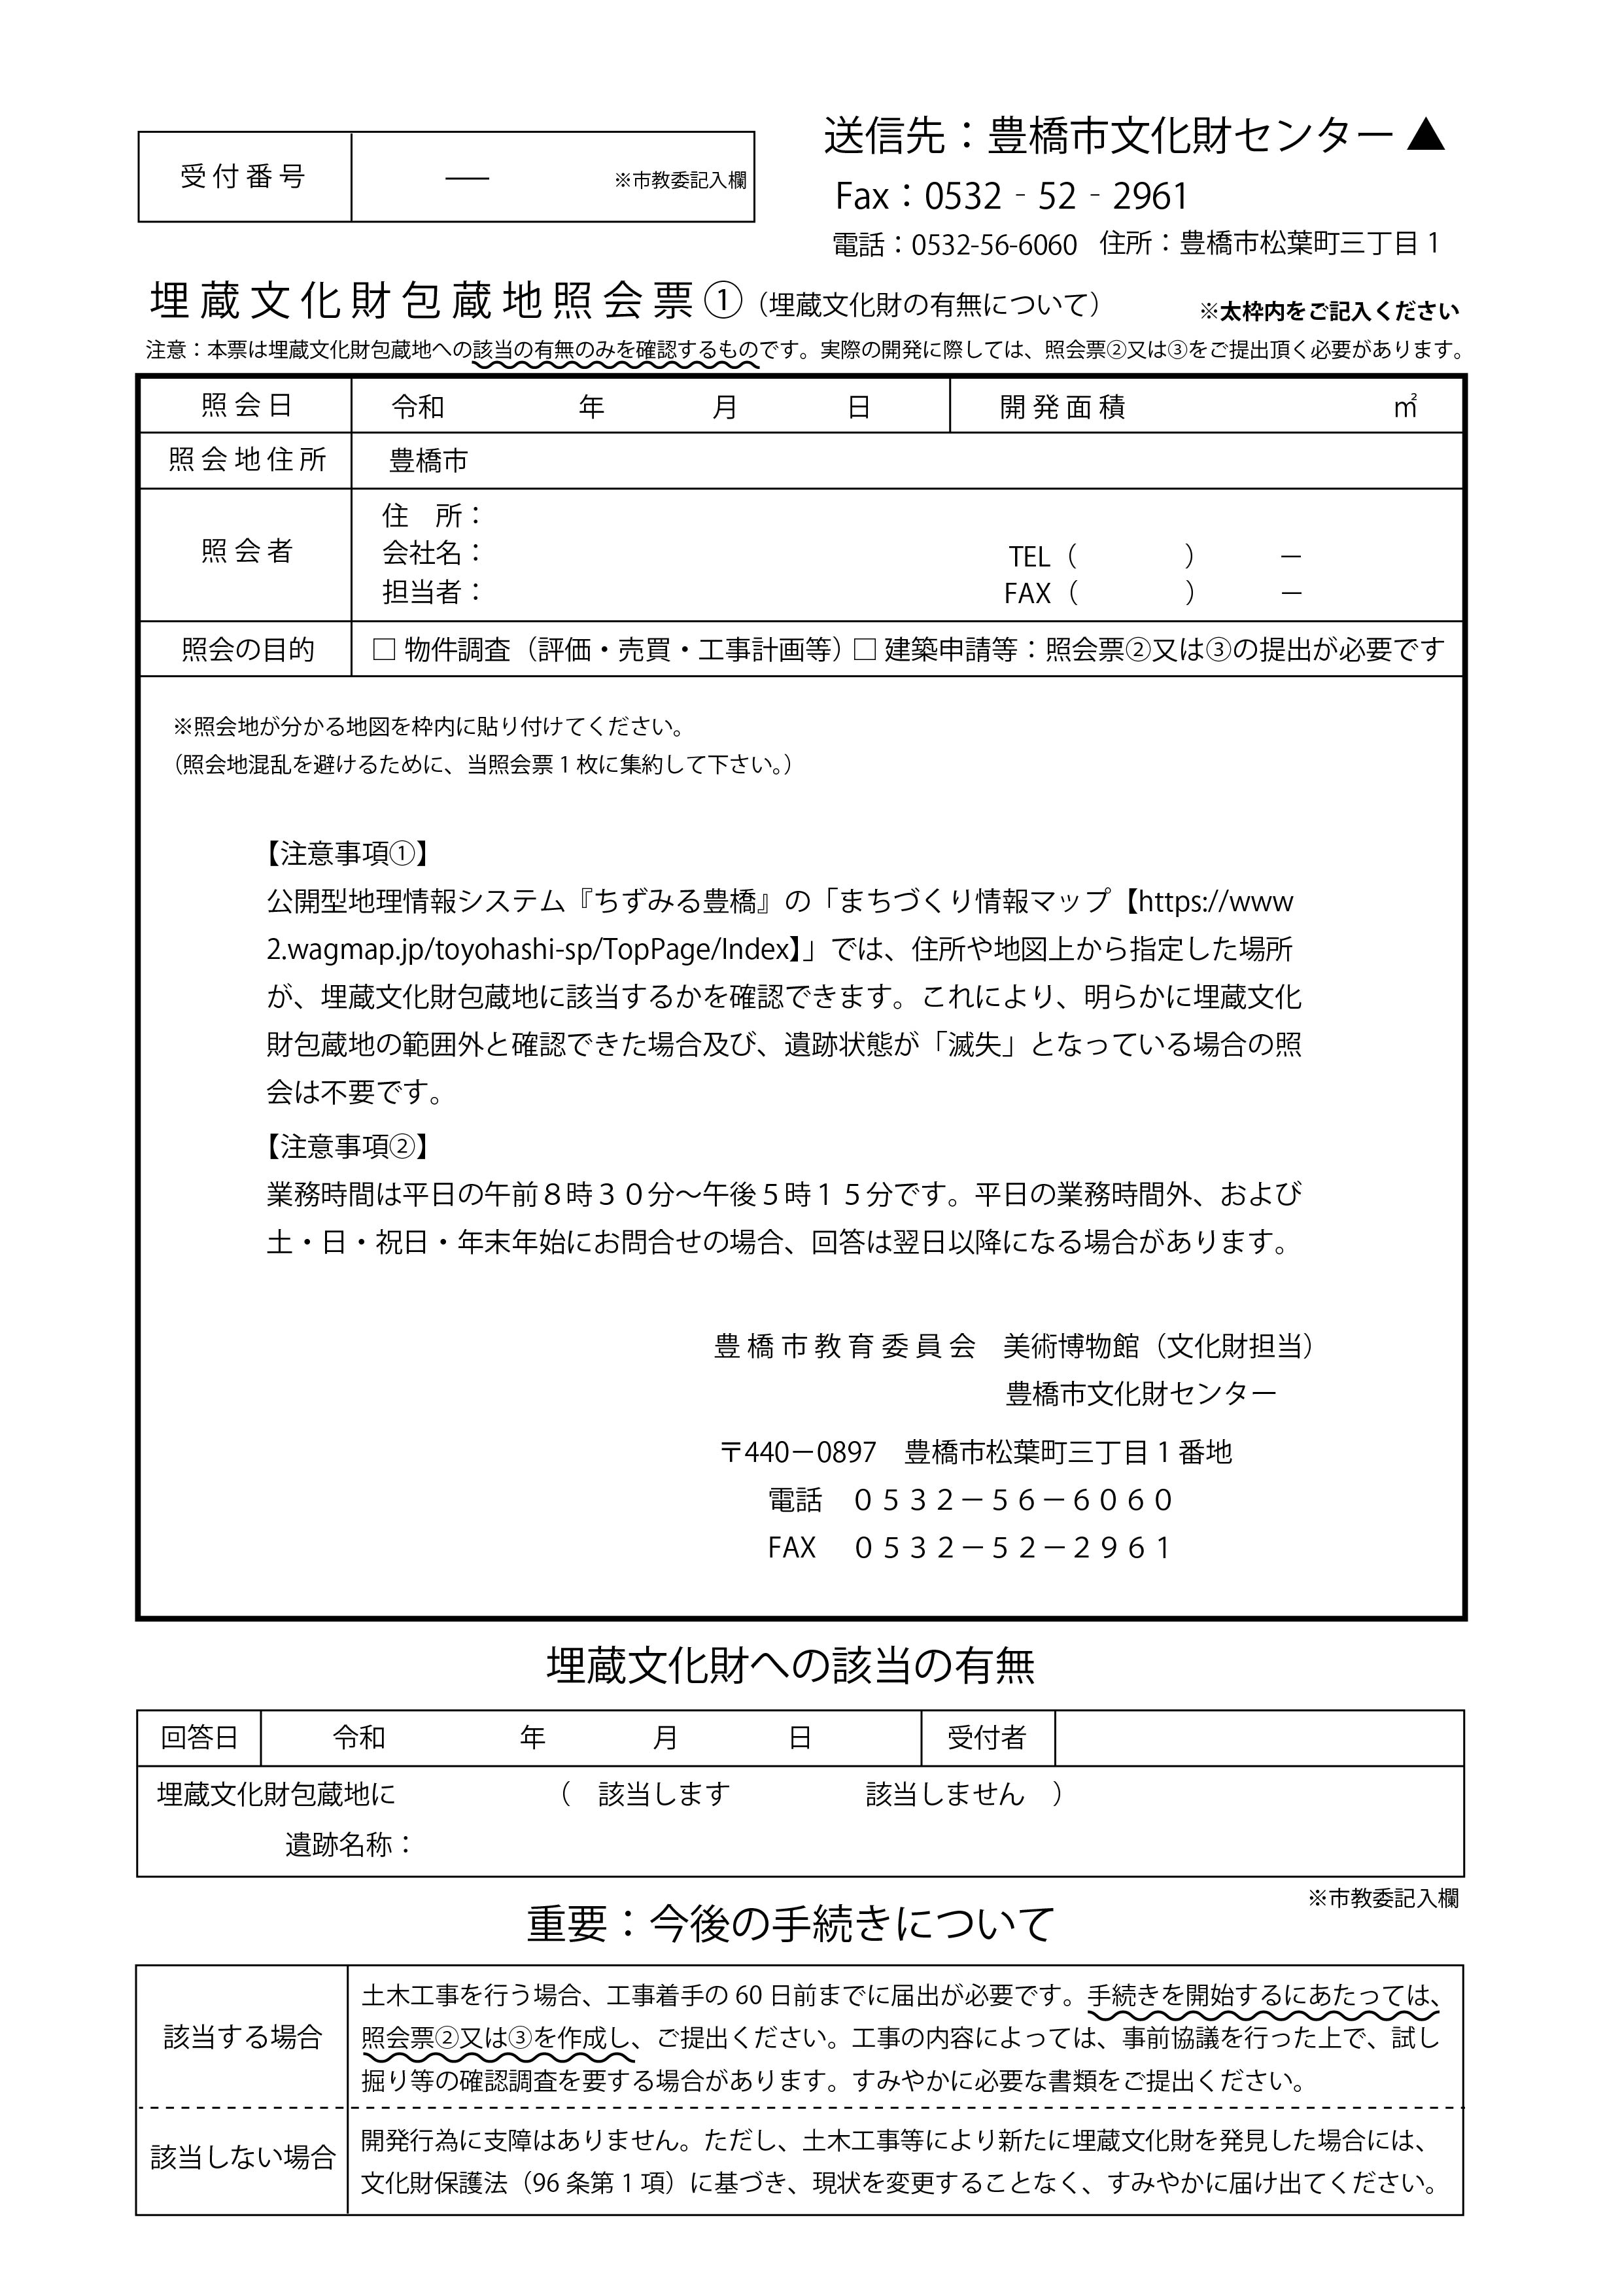 受付番号 ― ※市教委記入欄
送信先：豊橋市文化財センター▲
Fax：0532 - 52 - 2961
電話：0532-56-6060 住所：豊橋市松葉町三丁目1
埋蔵文化財包蔵地照会票①（埋蔵文化財の有無について） ※太枠内をご記入ください
注意：本票は埋蔵文化財包蔵地への該当の有無のみを確認するものです。実際の開発に際しては、照会票②又は③をご提出頂く必要があります。
照会日 令和 年 月 日 開発面積 ㎡
照会地住所 豊橋市
照会者
住　所：
会社名： TEL（　　　）　　－
担当者： FAX（　　　）　　－
照会の目的 □ 物件調査（評価・売買・工事計画等）□ 建築申請等：照会票②又は③の提出が必要です
※照会地が分かる地図を枠内に貼り付けてください。
（照会地混乱を避けるために、当照会票1枚に集約して下さい。）
【注意事項①】
公開型地理情報システム『ちずみる豊橋』の「まちづくり情報マップ【https://www
2.wagmap.jp/toyohashi-sp/TopPage/Index】」では、住所や地図上から指定した場所
が、埋蔵文化財包蔵地に該当するかを確認できます。これにより、明らかに埋蔵文化
財包蔵地の範囲外と確認できた場合及び、遺跡状態が「滅失」となっている場合の照
会は不要です。
【注意事項②】
業務時間は平日の午前８時３０分～午後５時１５分です。平日の業務時間外、および
土・日・祝日・年末年始にお問合せの場合、回答は翌日以降になる場合があります。
豊橋市教育委員会　美術博物館（文化財担当）
豊橋市文化財センター
〒440－0897　豊橋市松葉町三丁目1番地
電話　０５３２－５６－６０６０
FAX　０５３２－５２－２９６１
埋蔵文化財への該当の有無
回答日 令和 年 月 日 受付者
埋蔵文化財包蔵地に （　該当します　　　該当しません　）
遺跡名称：
※市教委記入欄
重要：今後の手続きについて
該当する場合
土木工事を行う場合、工事着手の60日前までに届出が必要です。手続きを開始するにあたっては、
照会票②又は③を作成し、ご提出ください。工事の内容によっては、事前協議を行った上で、試し
掘り等の確認調査を要する場合があります。すみやかに必要な書類をご提出ください。
該当しない場合
開発行為に支障はありません。ただし、土木工事等により新たに埋蔵文化財を発見した場合には、
文化財保護法（96条第1項）に基づき、現状を変更することなく、すみやかに届け出てください。